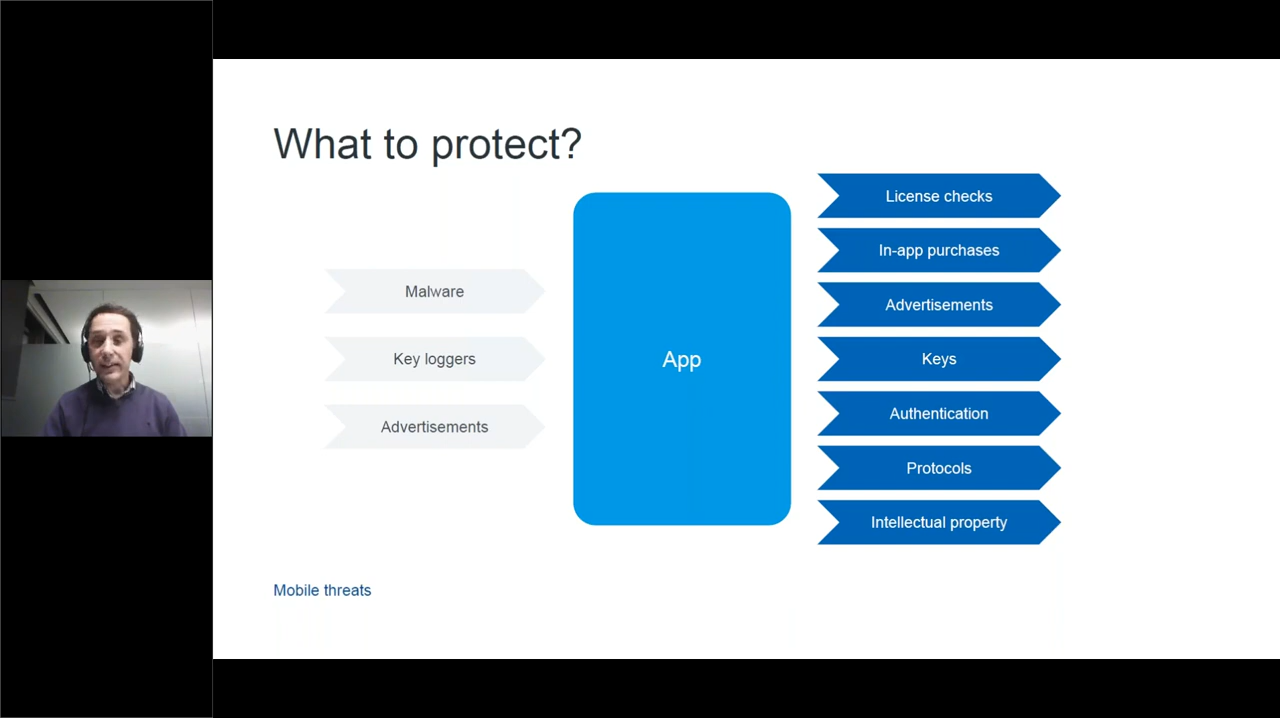 What to protect?
Malware
Key loggers
Advertisements
App
License checks
In-app purchases
Advertisements
Keys
Authentication
Protocols
Intellectual property
Mobile threats